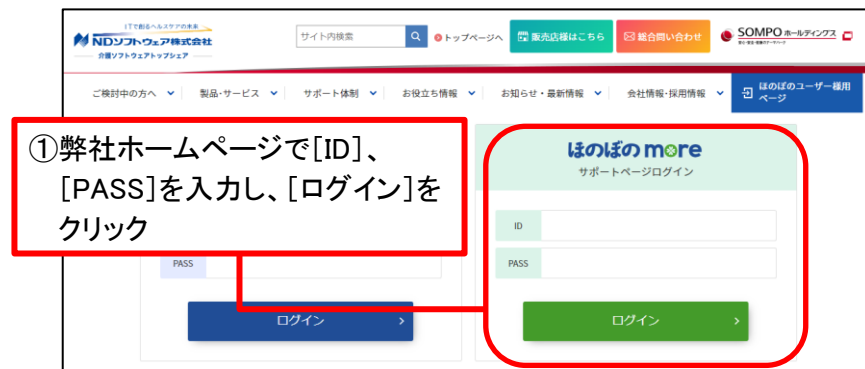 ITで創るヘルスケアの未来
NDソフトウェア株式会社
介護ソフトウェアトップシェア
サイト内検索
トップページへ
販売店様はこちら
総合問い合わせ
SOMPO ホールディングス
ご検討中の方へ
製品・サービス
サポート体制
お役立ち情報
お知らせ・最新情報
会社情報・採用情報
ほのぼのユーザー様用
ページ
①弊社ホームページで[ID]、
[PASS]を入力し、[ログイン]を
クリック
PASS
ログイン
ほのぼの more
サポートページログイン
ID
PASS
ログイン